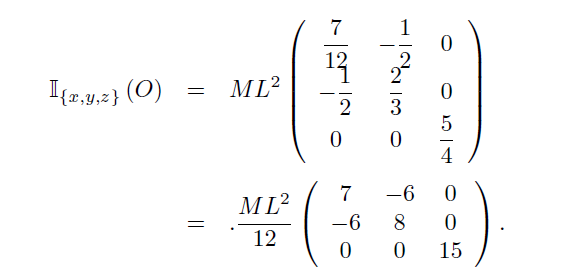 𝕀_{x,y,z} (O) = ML² ( 7/12 −1/2 0
−1/2 2/3 0
0 0 5/4 )
= .ML²/12 ( 7 −6 0
−6 8 0
0 0 15 ) .